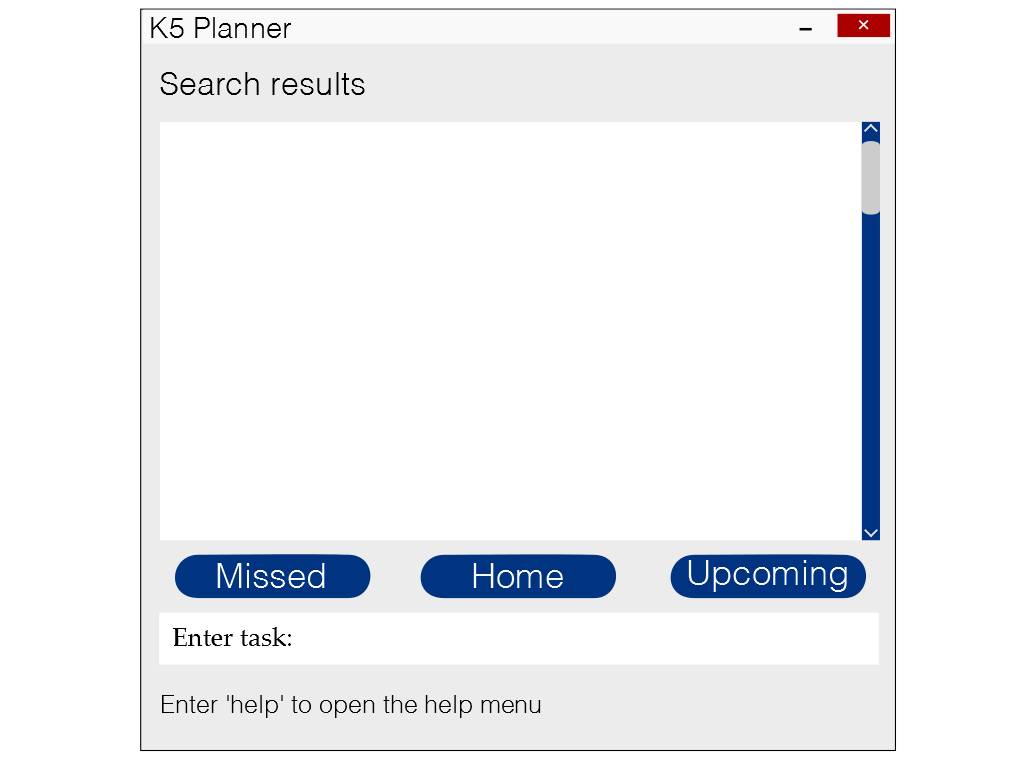 K5 Planner
Search results
Missed
Home
Upcoming
Enter task:
Enter 'help' to open the help menu